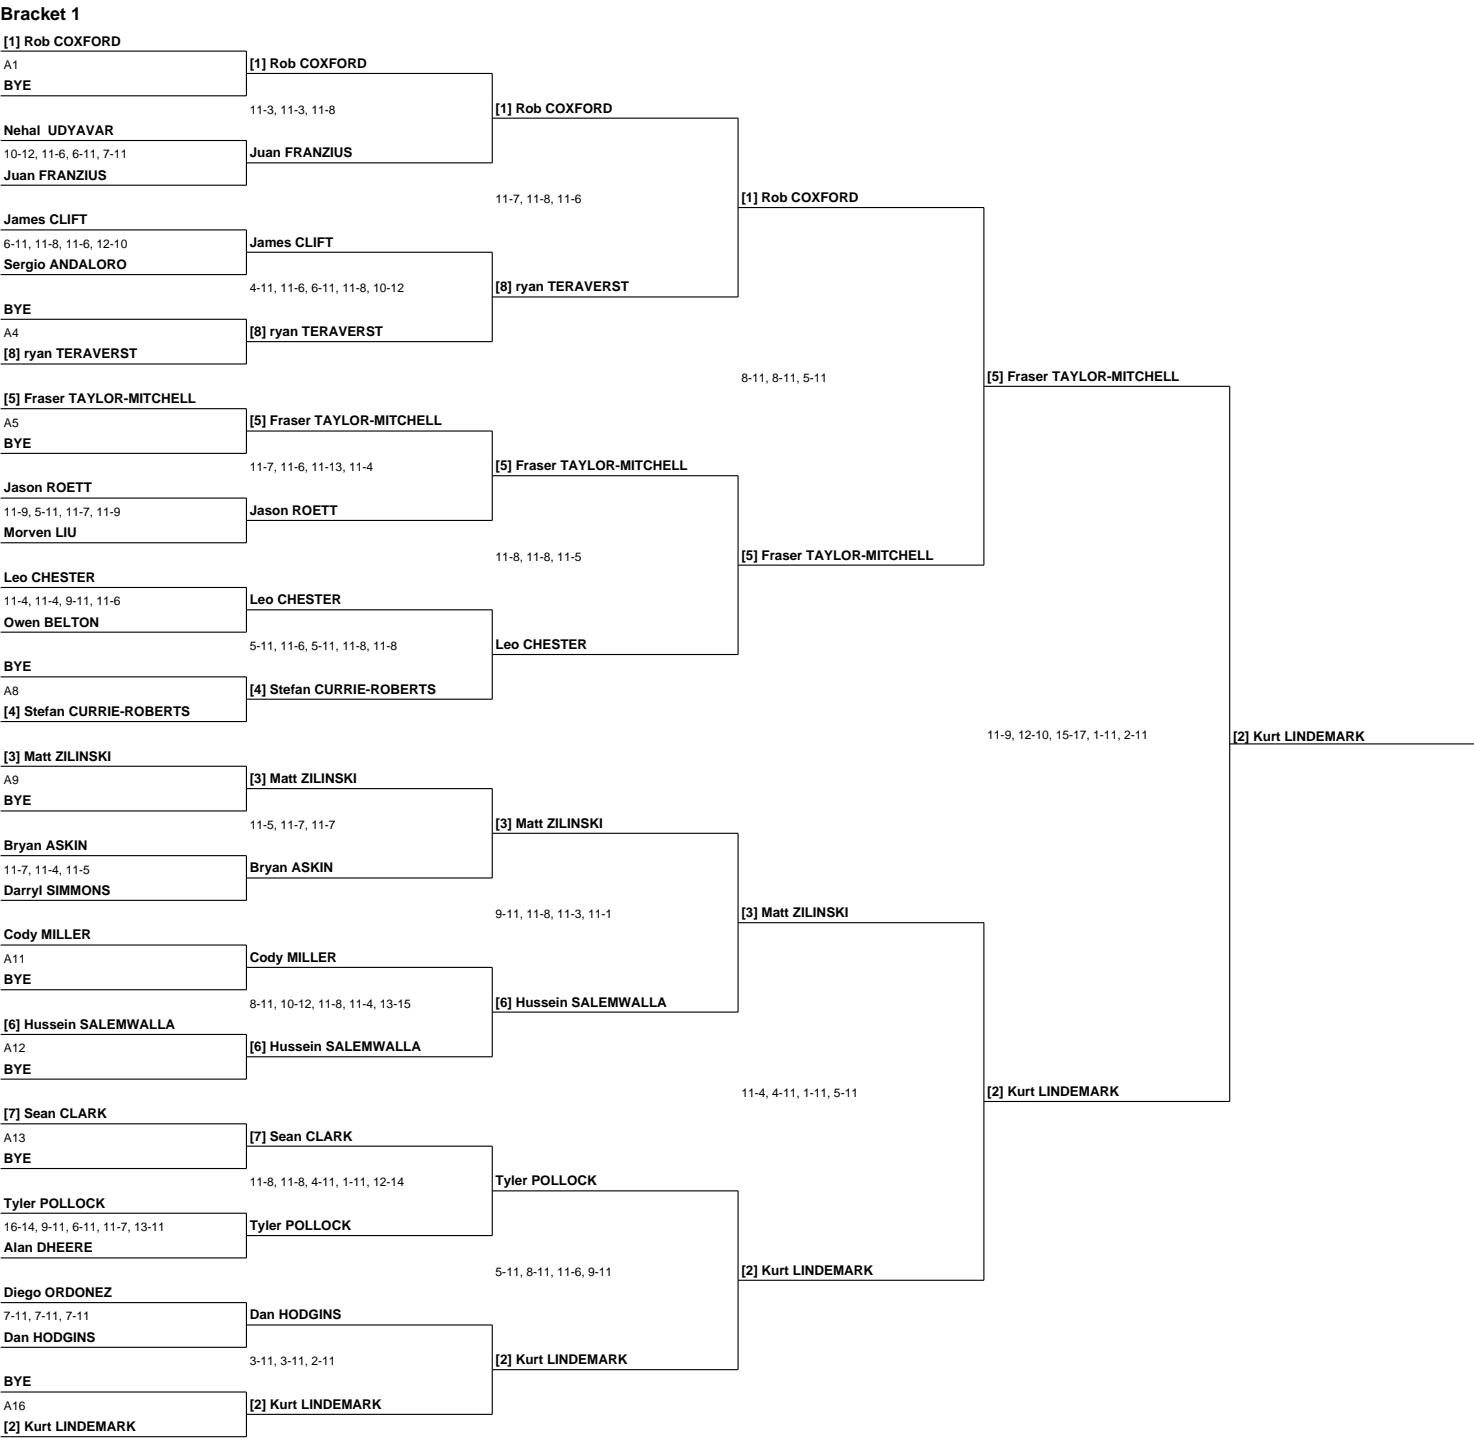 Bracket 1
[1] Rob COXFORD
A1
BYE
Nehal  UDYAVAR
10-12, 11-6, 6-11, 7-11
Juan FRANZIUS
James CLIFT
6-11, 11-8, 11-6, 12-10
Sergio ANDALORO
BYE
A4
[8] ryan TERAVERST
[5] Fraser TAYLOR-MITCHELL
A5
BYE
Jason ROETT
11-9, 5-11, 11-7, 11-9
Morven LIU
Leo CHESTER
11-4, 11-4, 9-11, 11-6
Owen BELTON
BYE
A8
[4] Stefan CURRIE-ROBERTS
[3] Matt ZILINSKI
A9
BYE
Bryan ASKIN
11-7, 11-4, 11-5
Darryl SIMMONS
Cody MILLER
A11
BYE
[6] Hussein SALEMWALLA
A12
BYE
[7] Sean CLARK
A13
BYE
Tyler POLLOCK
16-14, 9-11, 6-11, 11-7, 13-11
Alan DHEERE
Diego ORDONEZ
7-11, 7-11, 7-11
Dan HODGINS
BYE
A16
[2] Kurt LINDEMARK
[1] Rob COXFORD
11-3, 11-3, 11-8
Juan FRANZIUS
James CLIFT
4-11, 11-6, 6-11, 11-8, 10-12
[8] ryan TERAVERST
[5] Fraser TAYLOR-MITCHELL
11-7, 11-6, 11-13, 11-4
Jason ROETT
Leo CHESTER
5-11, 11-6, 5-11, 11-8, 11-8
[4] Stefan CURRIE-ROBERTS
[3] Matt ZILINSKI
11-5, 11-7, 11-7
Bryan ASKIN
Cody MILLER
8-11, 10-12, 11-8, 11-4, 13-15
[6] Hussein SALEMWALLA
[7] Sean CLARK
11-8, 11-8, 4-11, 1-11, 12-14
Tyler POLLOCK
Dan HODGINS
3-11, 3-11, 2-11
[2] Kurt LINDEMARK
[1] Rob COXFORD
11-7, 11-8, 11-6
[8] ryan TERAVERST
[5] Fraser TAYLOR-MITCHELL
11-8, 11-8, 11-5
Leo CHESTER
[3] Matt ZILINSKI
9-11, 11-8, 11-3, 11-1
[6] Hussein SALEMWALLA
Tyler POLLOCK
5-11, 8-11, 11-6, 9-11
[2] Kurt LINDEMARK
[1] Rob COXFORD
8-11, 8-11, 5-11
[5] Fraser TAYLOR-MITCHELL
[3] Matt ZILINSKI
11-4, 4-11, 1-11, 5-11
[2] Kurt LINDEMARK
[5] Fraser TAYLOR-MITCHELL
11-9, 12-10, 15-17, 1-11, 2-11
[2] Kurt LINDEMARK
[2] Kurt LINDEMARK